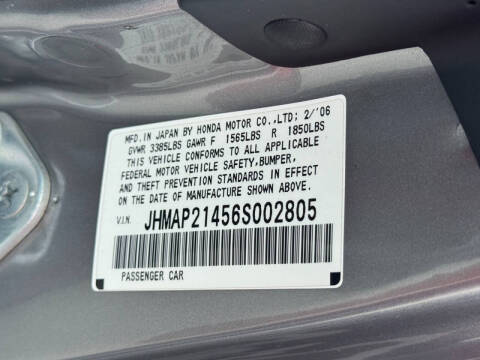 MFD.IN JAPAN BY HONDA MOTOR CO.,LTD; 2/'06
GVWR 3385LBS GAWR F 1565LBS R 1850LBS
THIS VEHICLE CONFORMS TO ALL APPLICABLE
FEDERAL MOTOR VEHICLE SAFETY,BUMPER,
AND THEFT PREVENTION STANDARDS IN EFFECT
ON THE DATE OF MANUFACTURE SHOWN ABOVE.
V.I.N. JHMAP21456S002805
PASSENGER CAR